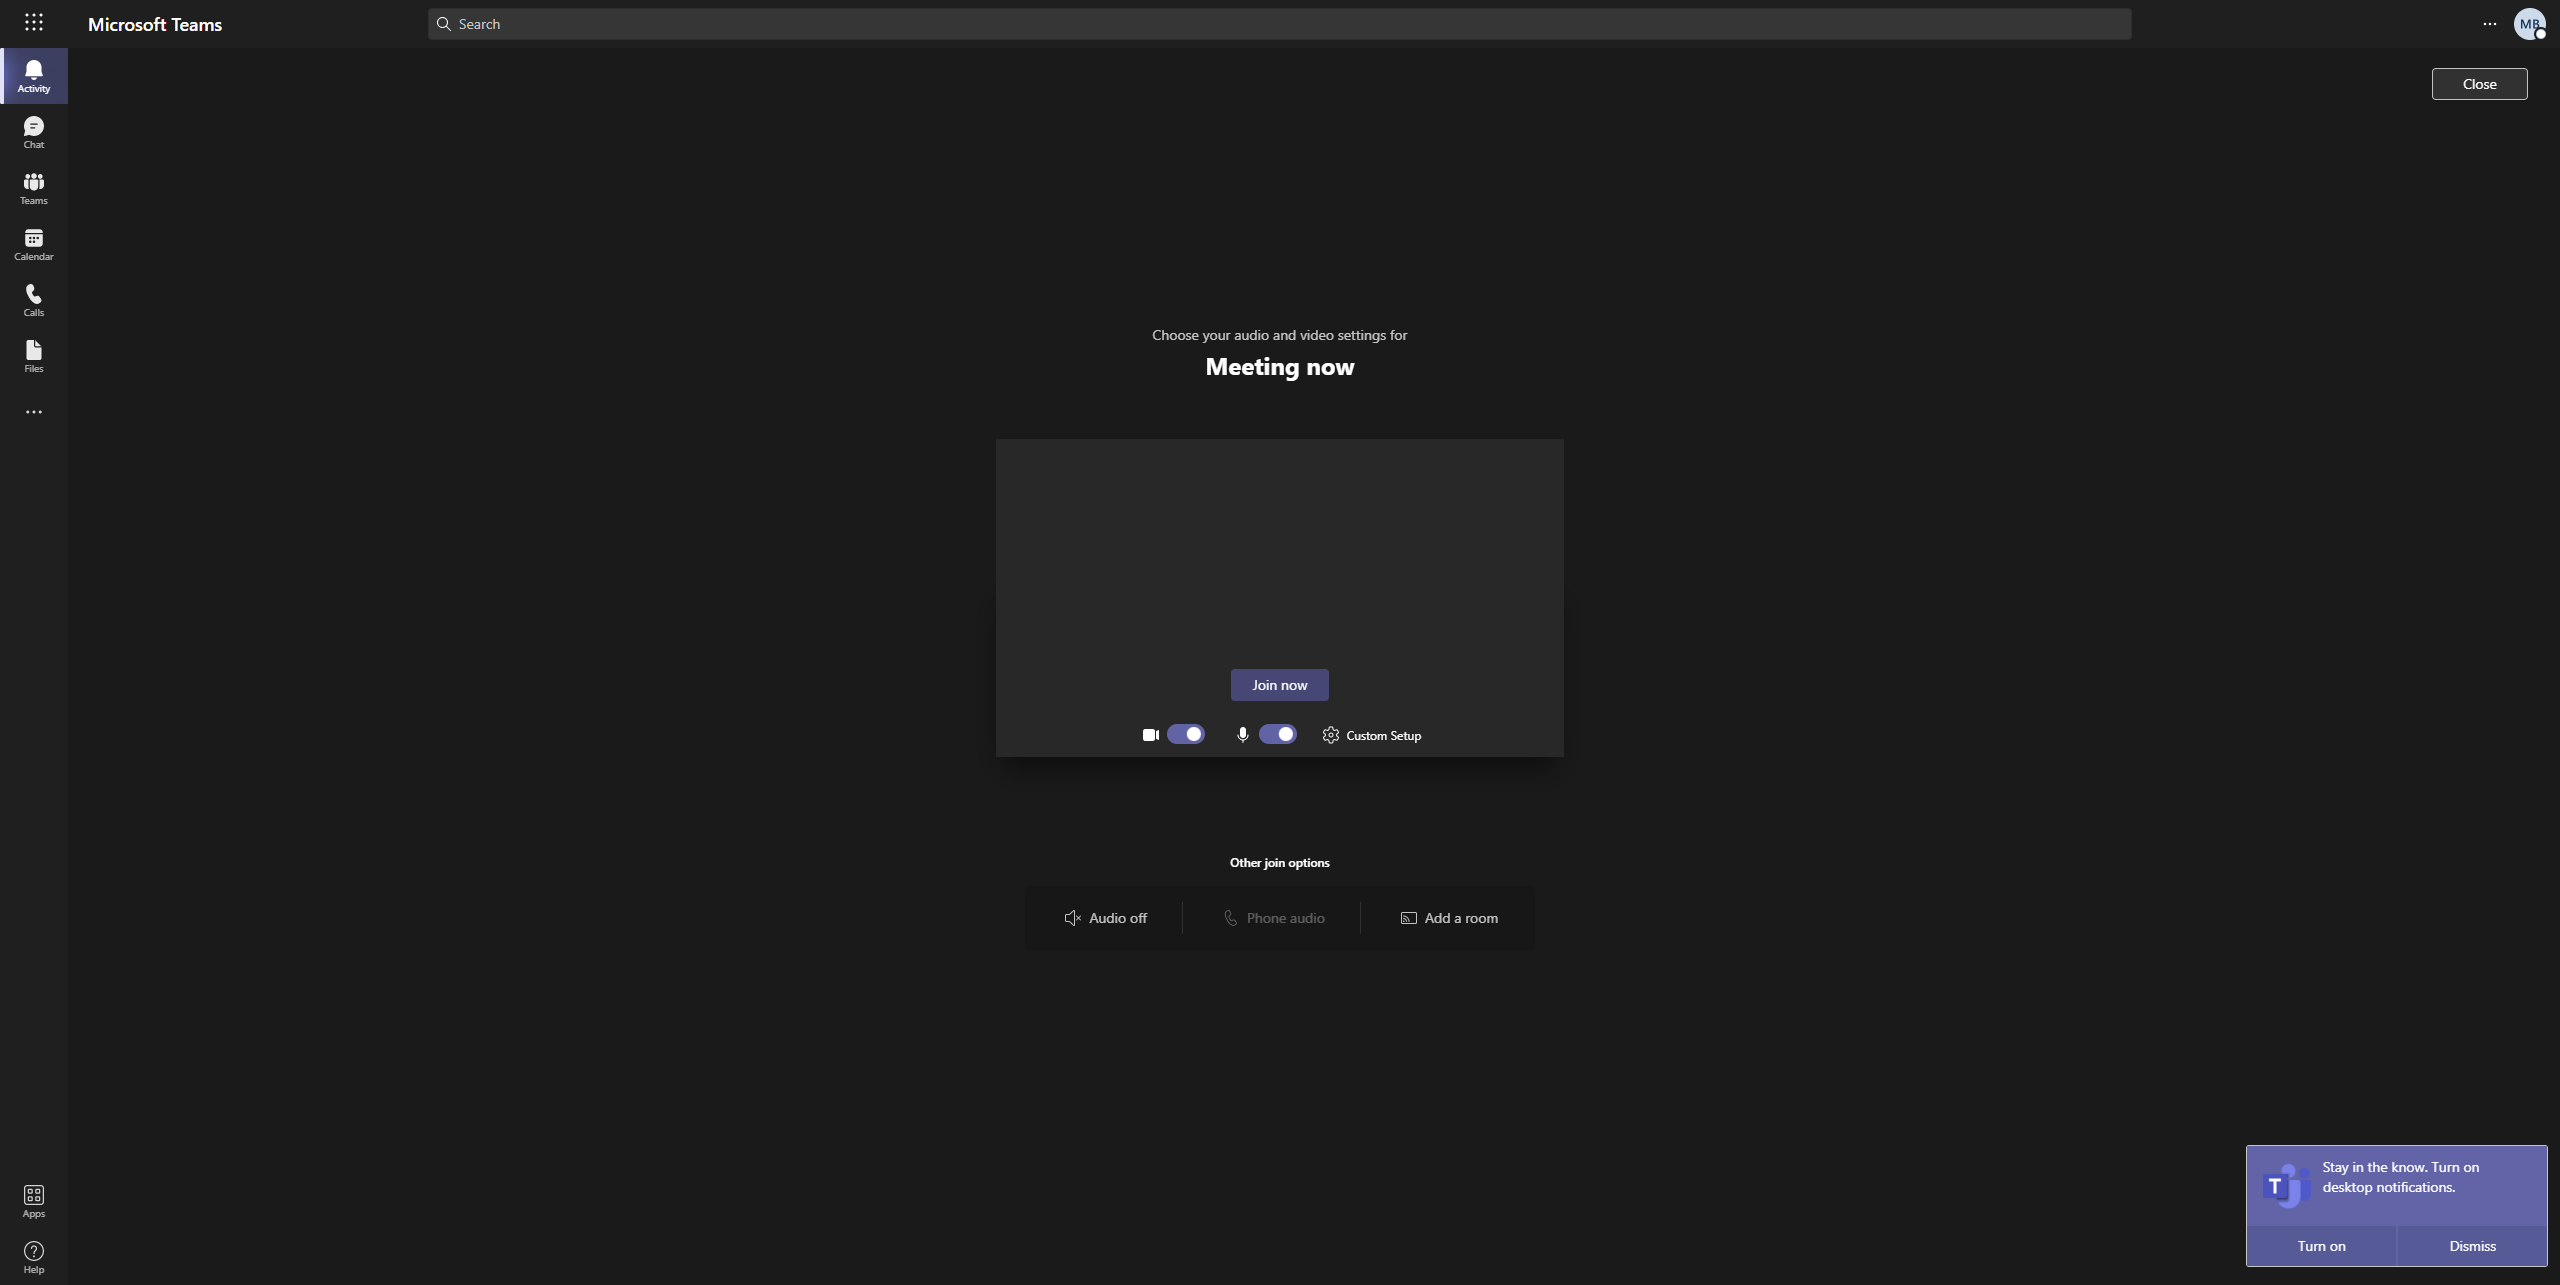 Microsoft Teams
Search
MB
Close
Activity
Chat
Teams
Calendar
Calls
Files
Choose your audio and video settings for
Meeting now
Join now
Custom Setup
Other join options
Audio off
Phone audio
Add a room
Apps
Help
T
Stay in the know. Turn on
desktop notifications.
Turn on
Dismiss